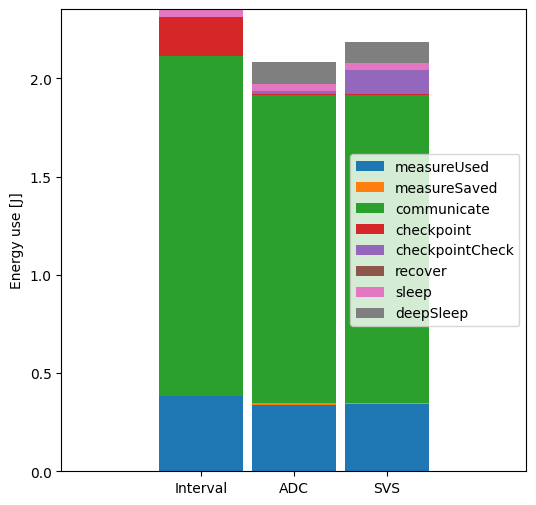 2.0
1.5
1.0
0.5
0.0
Energy use [J]
measureUsed
measureSaved
communicate
checkpoint
checkpointCheck
recover
sleep
deepSleep
Interval
ADC
SVS